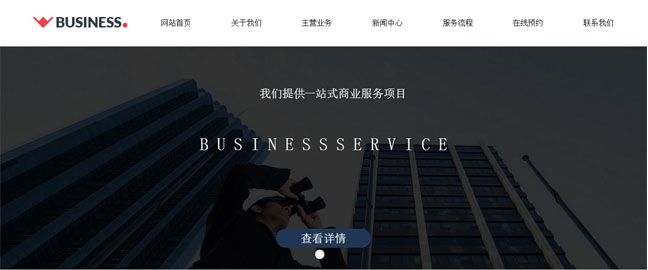 BUSINESS
网站首页
关于我们
主营业务
新闻中心
服务流程
在线预约
联系我们
我们提供一站式商业服务项目
BUSINESSSERVICE
查看详情